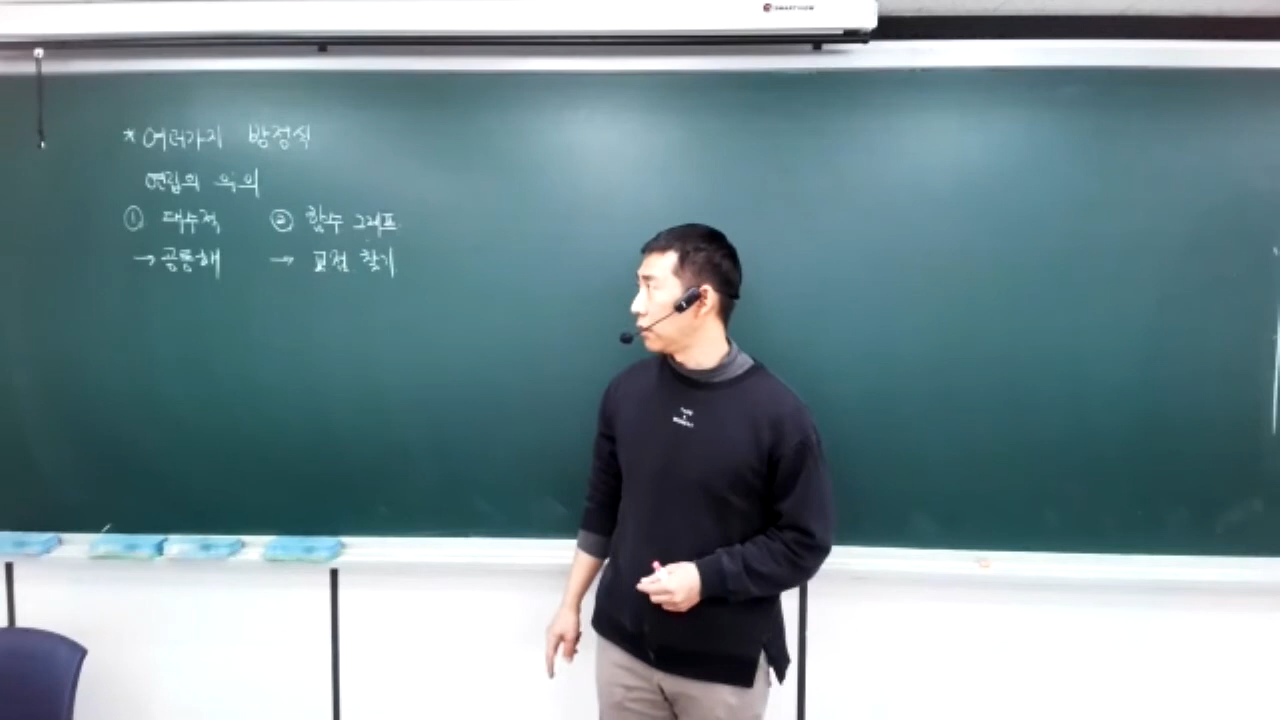 * 여러가지 방정식
연립의 의의
① 대수적 ② 함수 그래프
→ 공통해 → 교점 찾기